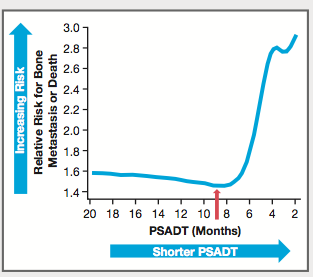 Increasing Risk
Relative Risk for Bone
Metastasis or Death
3.0
2.8
2.6
2.4
2.2
2.0
1.8
1.6
1.4
20 18 16 14 12 10 8 6 4 2
PSADT (Months)
Shorter PSADT